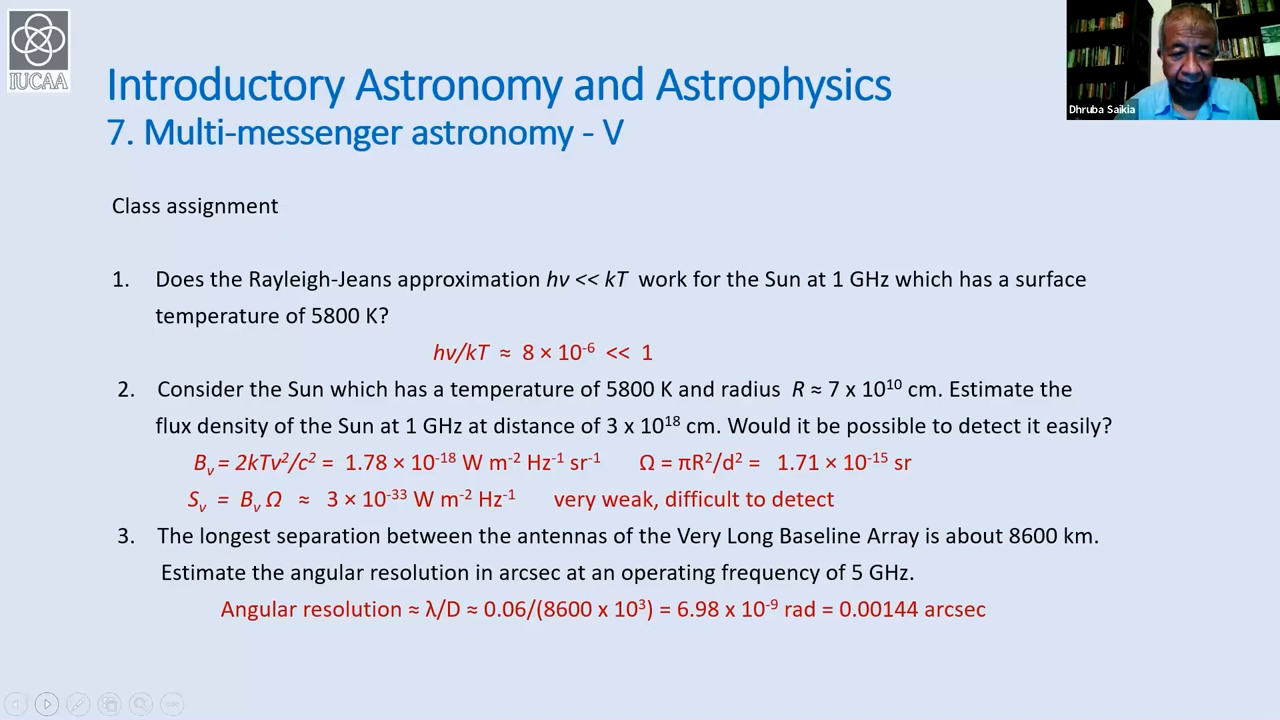 IUCAA
Introductory Astronomy and Astrophysics
7. Multi-messenger astronomy - V
Dhruba Saikia
Class assignment
1. Does the Rayleigh-Jeans approximation hν << kT work for the Sun at 1 GHz which has a surface
temperature of 5800 K?
hν/kT ≈ 8 × 10⁻⁶ << 1
2. Consider the Sun which has a temperature of 5800 K and radius R ≈ 7 x 10¹⁰ cm. Estimate the
flux density of the Sun at 1 GHz at distance of 3 x 10¹⁸ cm. Would it be possible to detect it easily?
Bᵥ = 2kTν²/c² = 1.78 × 10⁻¹⁸ W m⁻² Hz⁻¹ sr⁻¹ Ω = πR²/d² = 1.71 × 10⁻¹⁵ sr
Sᵥ = Bᵥ Ω ≈ 3 × 10⁻³³ W m⁻² Hz⁻¹ very weak, difficult to detect
3. The longest separation between the antennas of the Very Long Baseline Array is about 8600 km.
Estimate the angular resolution in arcsec at an operating frequency of 5 GHz.
Angular resolution ≈ λ/D ≈ 0.06/(8600 x 10³) = 6.98 x 10⁻⁹ rad = 0.00144 arcsec